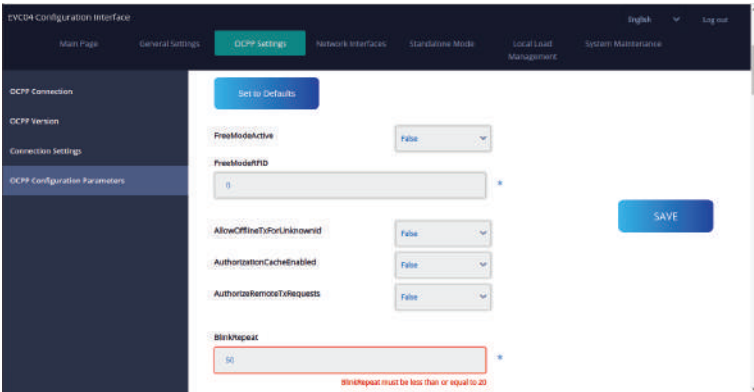 EVC04 Configuration Interface
English
Log out
Main Page
General Settings
OCPP Settings
Network Interfaces
Standalone Mode
Local Load
Management
System Maintenance
OCPP Connection
OCPP Version
Connection Settings
OCPP Configuration Parameters
Set to Defaults
FreeModeActive
False
FreeModeRFID
0
*
SAVE
AllowOfflineTxForUnknownId
False
AuthorizationCacheEnabled
False
AuthorizeRemoteTxRequests
False
BlinkRepeat
50
*
BlinkRepeat must be less than or equal to 20